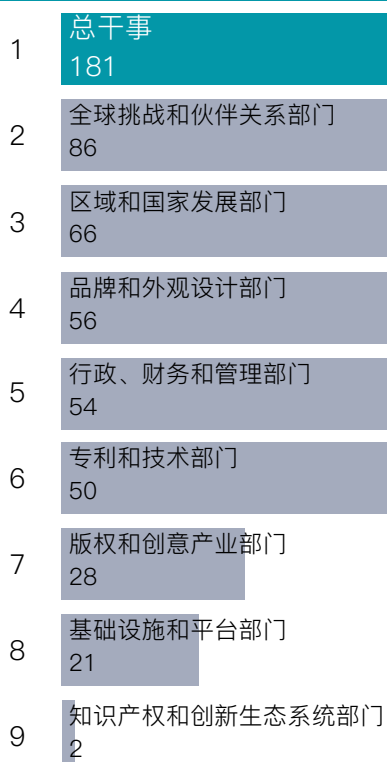 1
总干事
181
2
全球挑战和伙伴关系部门
86
3
区域和国家发展部门
66
4
品牌和外观设计部门
56
5
行政、财务和管理部门
54
6
专利和技术部门
50
7
版权和创意产业部门
28
8
基础设施和平台部门
21
9
知识产权和创新生态系统部门
2